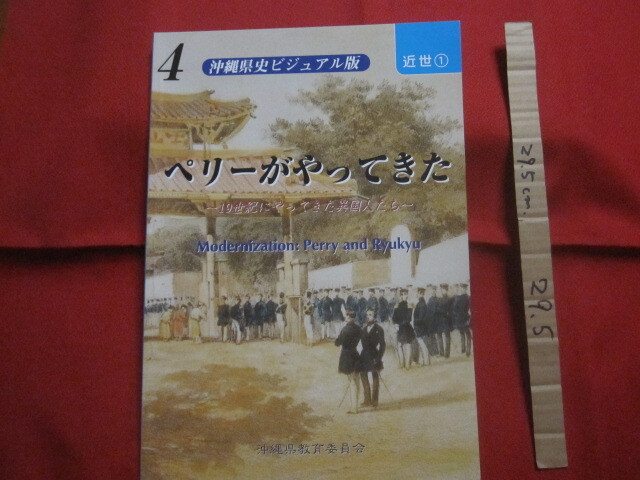 4
沖縄県史ビジュアル版
近世①
ペリーがやってきた
―19世紀にやってきた異国人たち―
Modernization: Perry and Ryukyu
沖縄県教育委員会
29.5cm.
29.5